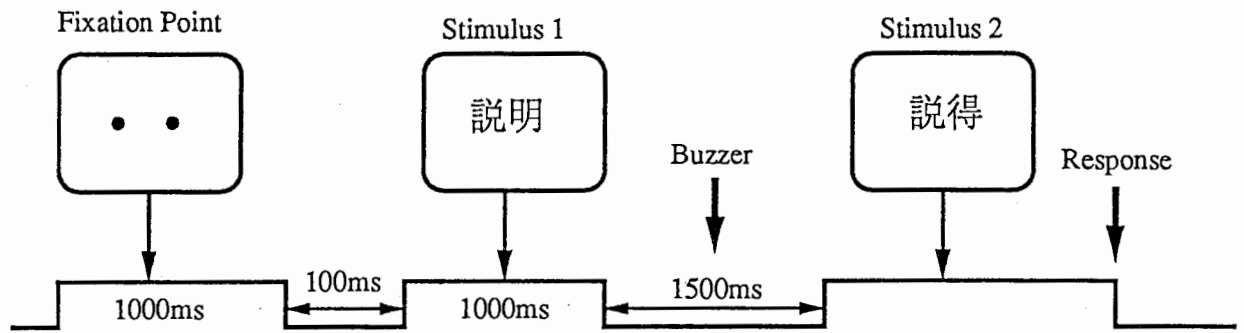 Fixation Point
Stimulus 1
Stimulus 2
説明
説得
Buzzer
Response
100ms
1500ms
1000ms
1000ms